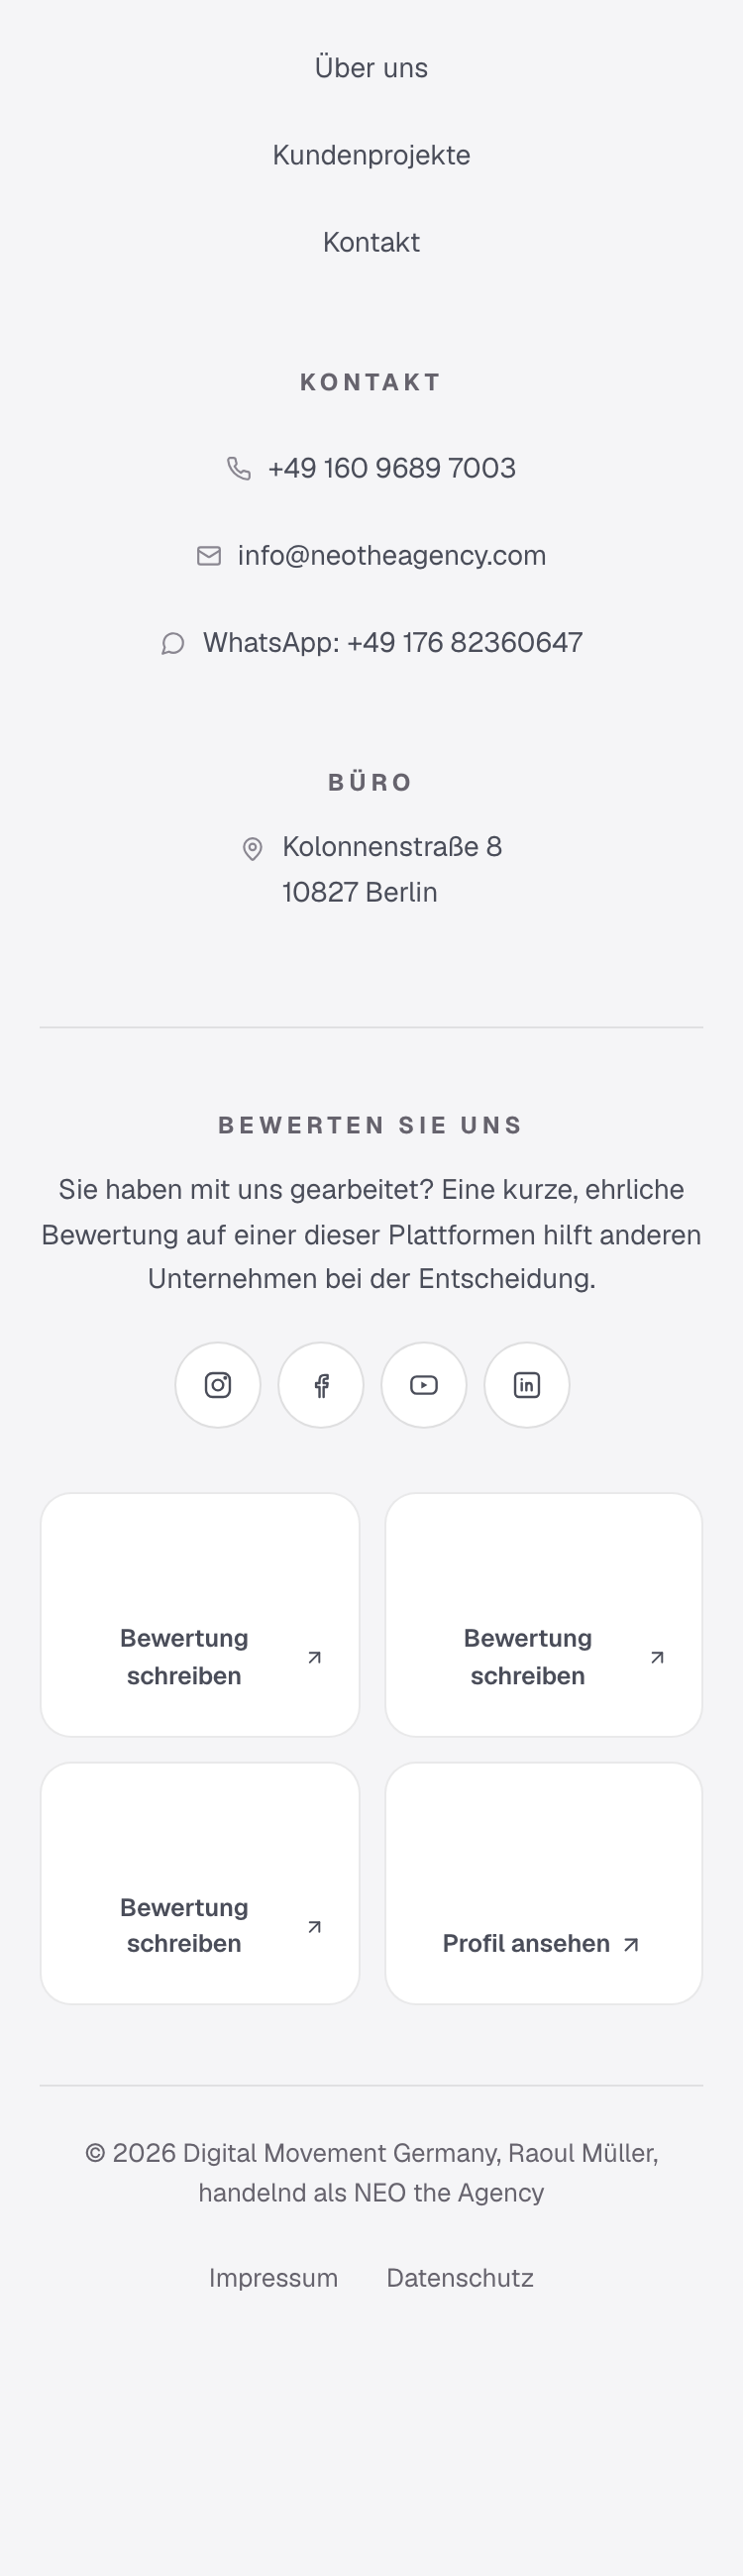 Über uns
Kundenprojekte
Kontakt
KONTAKT
+49 160 9689 7003
info@neotheagency.com
WhatsApp: +49 176 82360647
BÜRO
Kolonnenstraße 8
10827 Berlin
BEWERTEN SIE UNS
Sie haben mit uns gearbeitet? Eine kurze, ehrliche
Bewertung auf einer dieser Plattformen hilft anderen
Unternehmen bei der Entscheidung.
Bewertung
schreiben
Bewertung
schreiben
Bewertung
schreiben
Profil ansehen
© 2026 Digital Movement Germany, Raoul Müller,
handelnd als NEO the Agency
Impressum Datenschutz